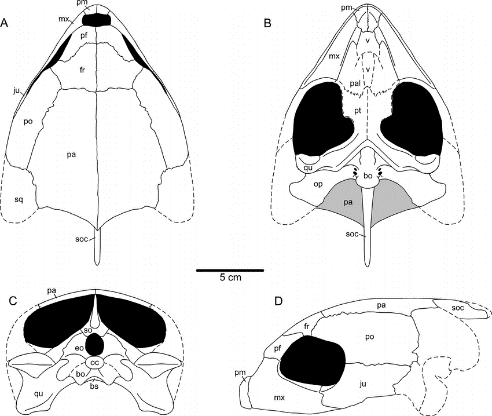 A
pm
mx
pf
fr
ju
po
pa
sq
soc
B
pm
v
mx
v
pal
pt
qu
bo
op
pa
soc
5 cm
C
pa
so
eo
cc
bo
bs
qu
D
pa
soc
fr
po
pf
pm
mx
ju